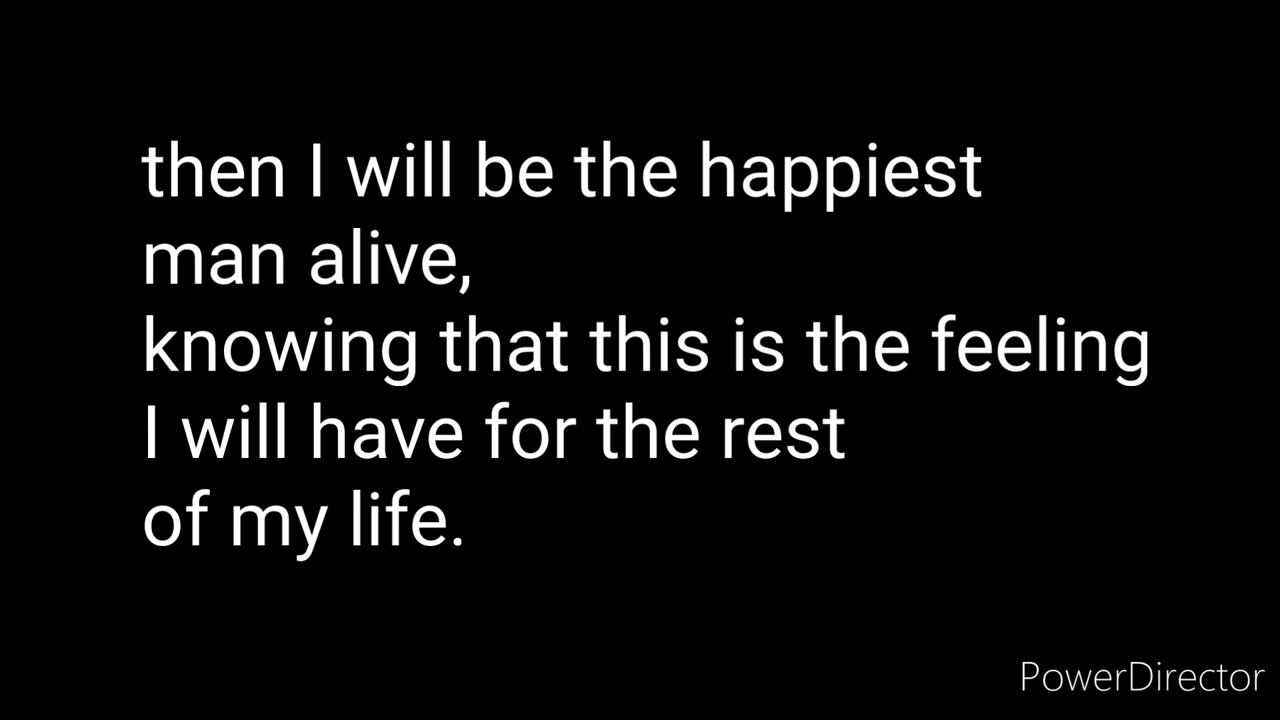 then I will be the happiest
man alive,
knowing that this is the feeling
I will have for the rest
of my life.
PowerDirector